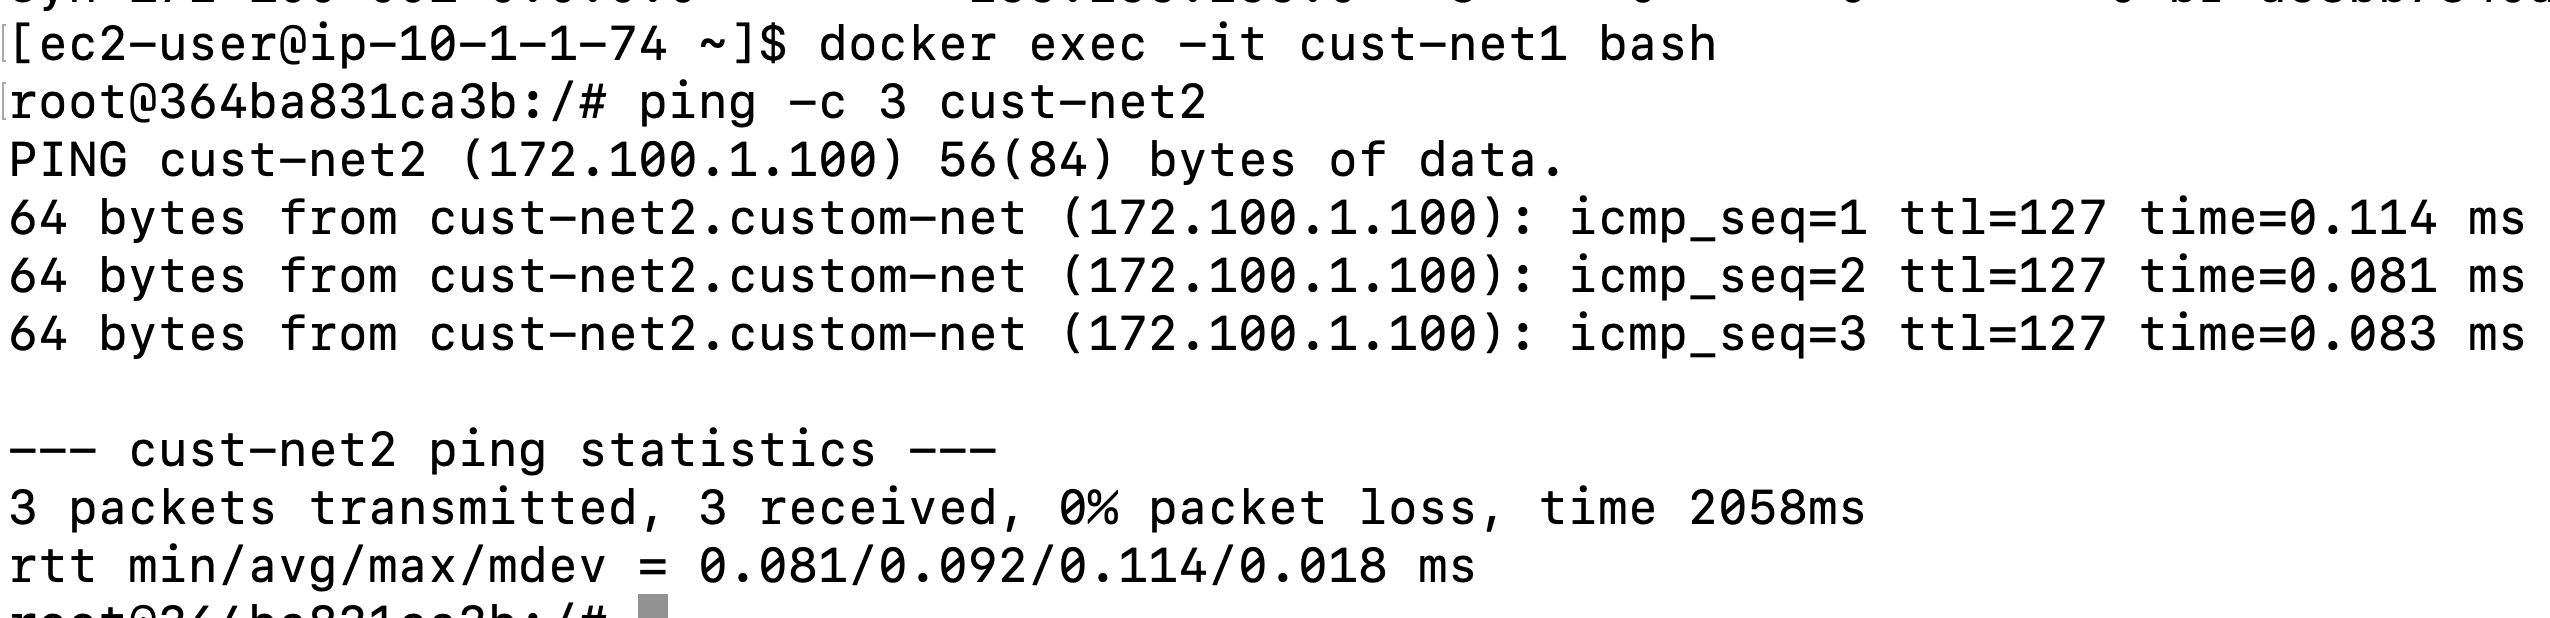 [ec2-user@ip-10-1-1-74 ~]$ docker exec -it cust-net1 bash
root@364ba831ca3b:/# ping -c 3 cust-net2
PING cust-net2 (172.100.1.100) 56(84) bytes of data.
64 bytes from cust-net2.custom-net (172.100.1.100): icmp_seq=1 ttl=127 time=0.114 ms
64 bytes from cust-net2.custom-net (172.100.1.100): icmp_seq=2 ttl=127 time=0.081 ms
64 bytes from cust-net2.custom-net (172.100.1.100): icmp_seq=3 ttl=127 time=0.083 ms
--- cust-net2 ping statistics ---
3 packets transmitted, 3 received, 0% packet loss, time 2058ms
rtt min/avg/max/mdev = 0.081/0.092/0.114/0.018 ms
root@364ba831ca3b:/#